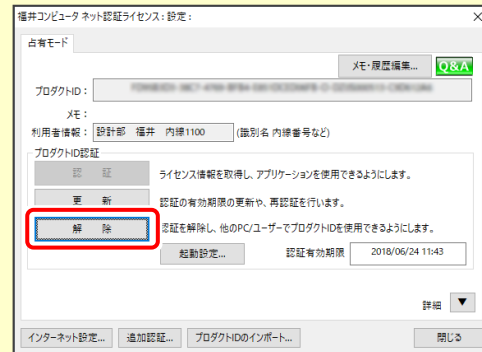 福井コンピュータ ネット認証ライセンス：設定：
占有モード
メモ・履歴編集... Q&A
プロダクトID：
メモ：
利用者情報： 設計部 福井 内線1100 (識別名 内線番号など)
プロダクトID認証
認 証 ライセンス情報を取得し、アプリケーションを使用できるようにします。
更 新 認証の有効期限の更新や、再認証を行います。
解 除 認証を解除し、他のPC/ユーザーでプロダクトIDを使用できるようにします。
起動設定... 認証有効期限 2018/06/24 11:43
詳細 ▼
インターネット設定... 追加認証... プロダクトIDのインポート... 閉じる